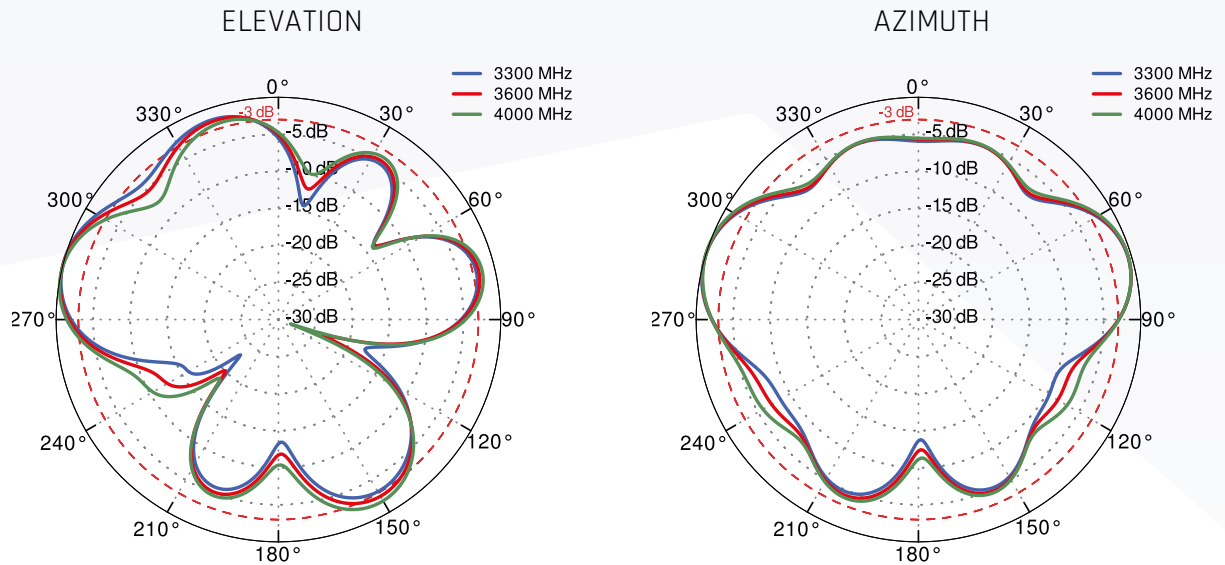 ELEVATION
3300 MHz
3600 MHz
4000 MHz
0°
30°
60°
90°
120°
150°
180°
210°
240°
270°
300°
330°
-3 dB
-5 dB
-10 dB
-15 dB
-20 dB
-25 dB
-30 dB
AZIMUTH
3300 MHz
3600 MHz
4000 MHz
0°
30°
60°
90°
120°
150°
180°
210°
240°
270°
300°
330°
-3 dB
-5 dB
-10 dB
-15 dB
-20 dB
-25 dB
-30 dB